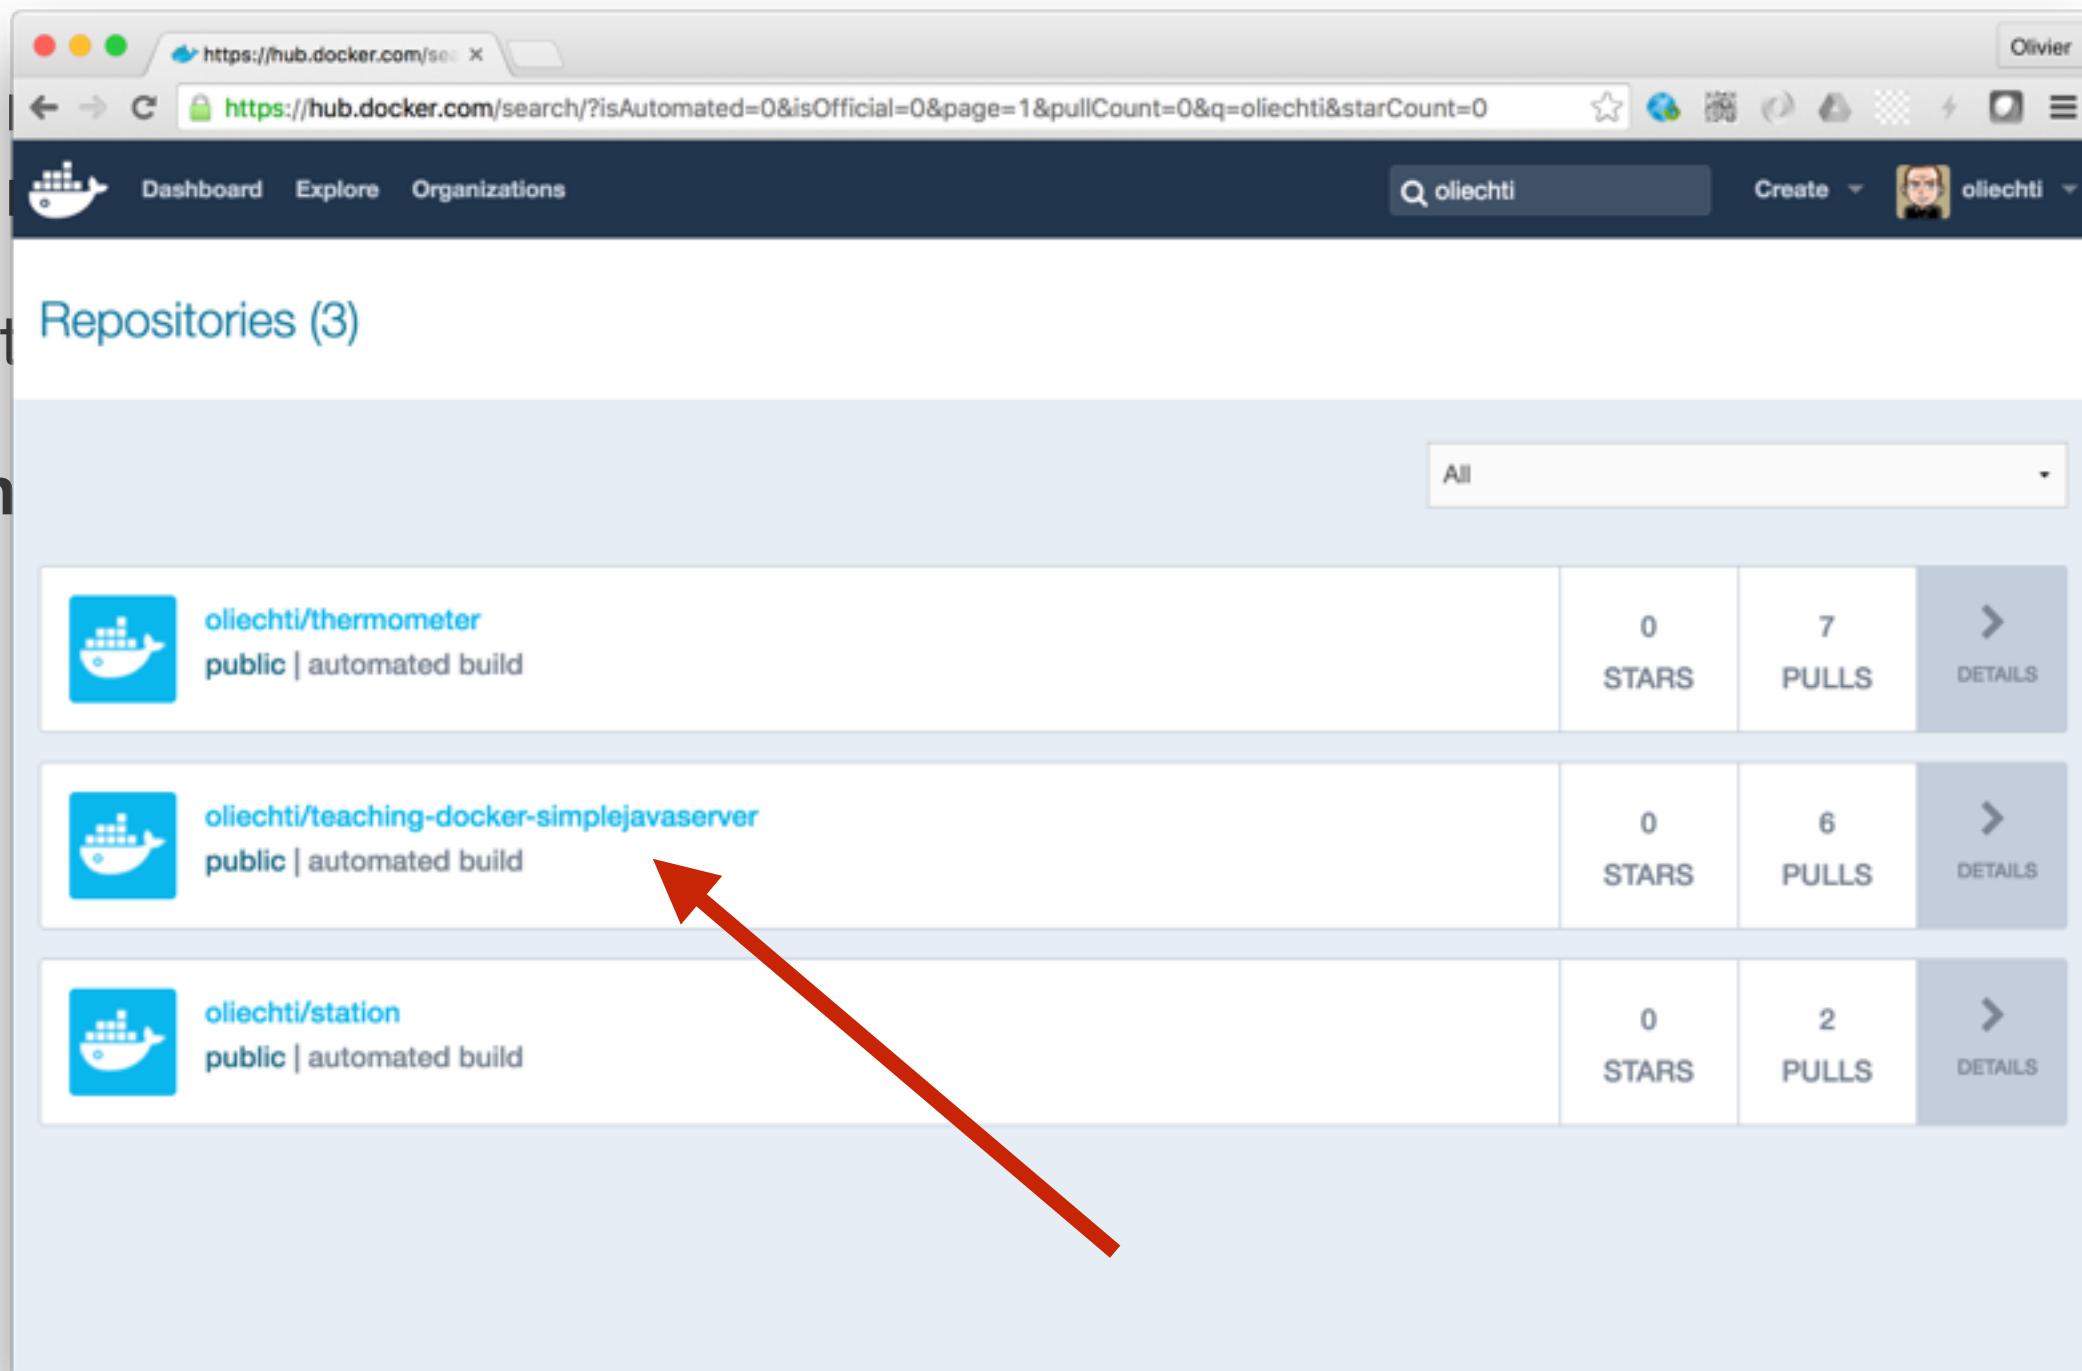 https://hub.docker.com/sea
Olivier
https://hub.docker.com/search/?isAutomated=0&isOfficial=0&page=1&pullCount=0&q=oliechti&starCount=0
Dashboard Explore Organizations oliechti Create oliechti
Repositories (3)
All
oliechti/thermometer
public | automated build
0 STARS
7 PULLS
DETAILS
oliechti/teaching-docker-simplejavaserver
public | automated build
0 STARS
6 PULLS
DETAILS
oliechti/station
public | automated build
0 STARS
2 PULLS
DETAILS